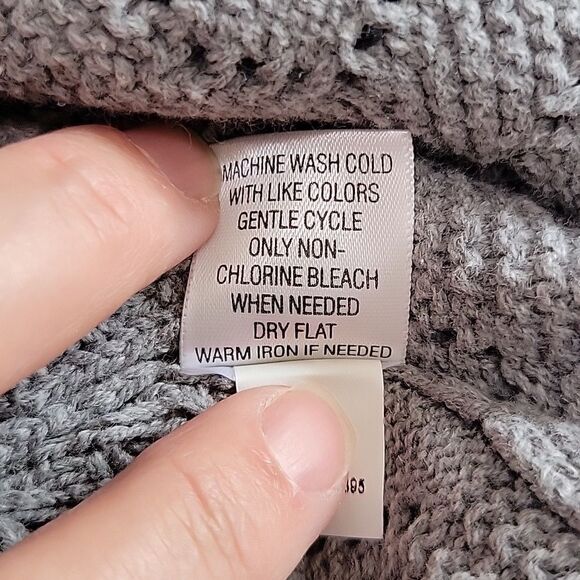 MACHINE WASH COLD
WITH LIKE COLORS
GENTLE CYCLE
ONLY NON-
CHLORINE BLEACH
WHEN NEEDED
DRY FLAT
WARM IRON IF NEEDED